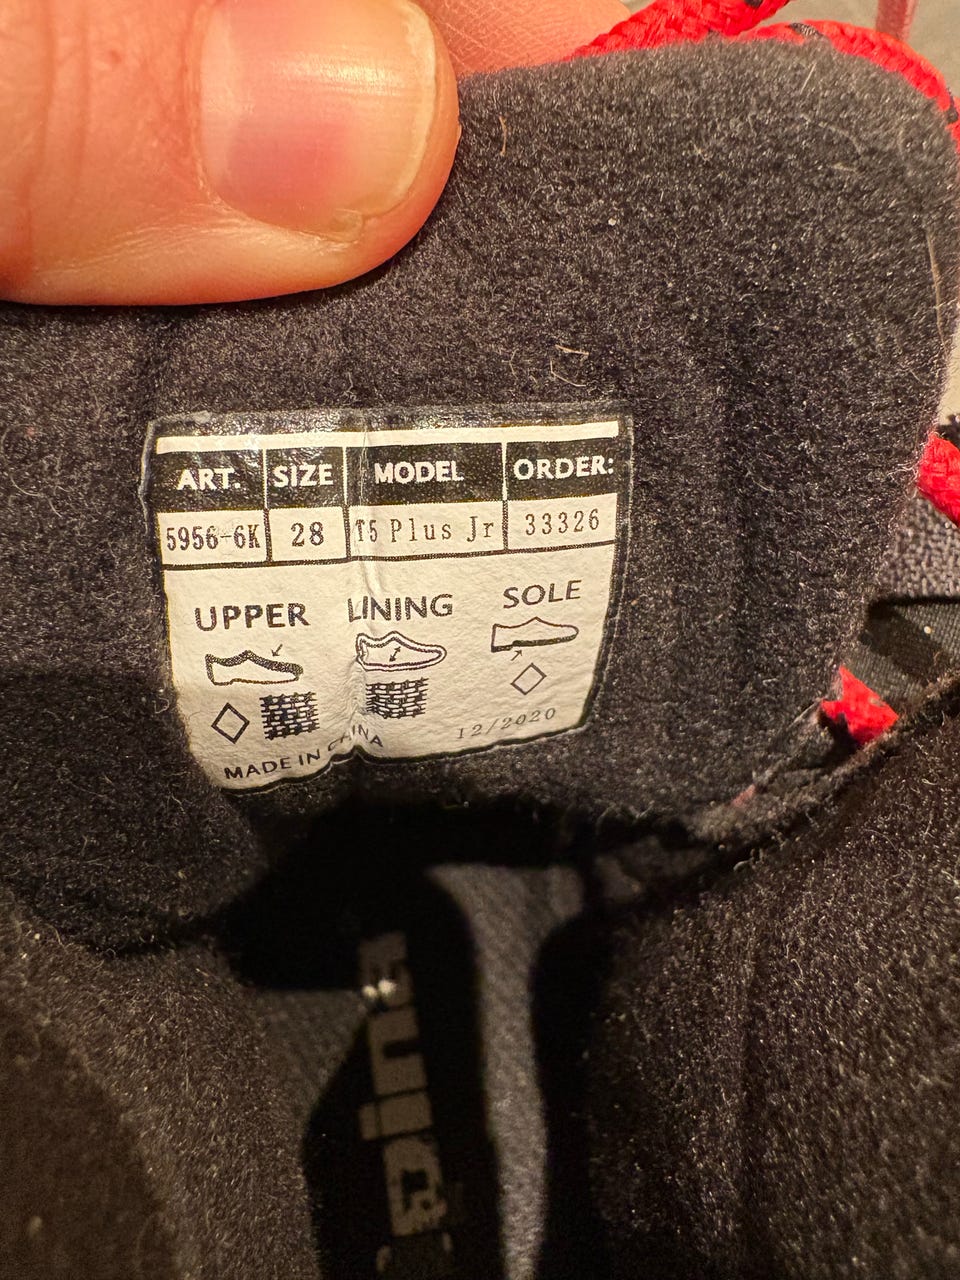 ART. SIZE MODEL ORDER:
5956-6K 28 T5 Plus Jr 33326
UPPER LINING SOLE
12/2020
MADE IN CHINA